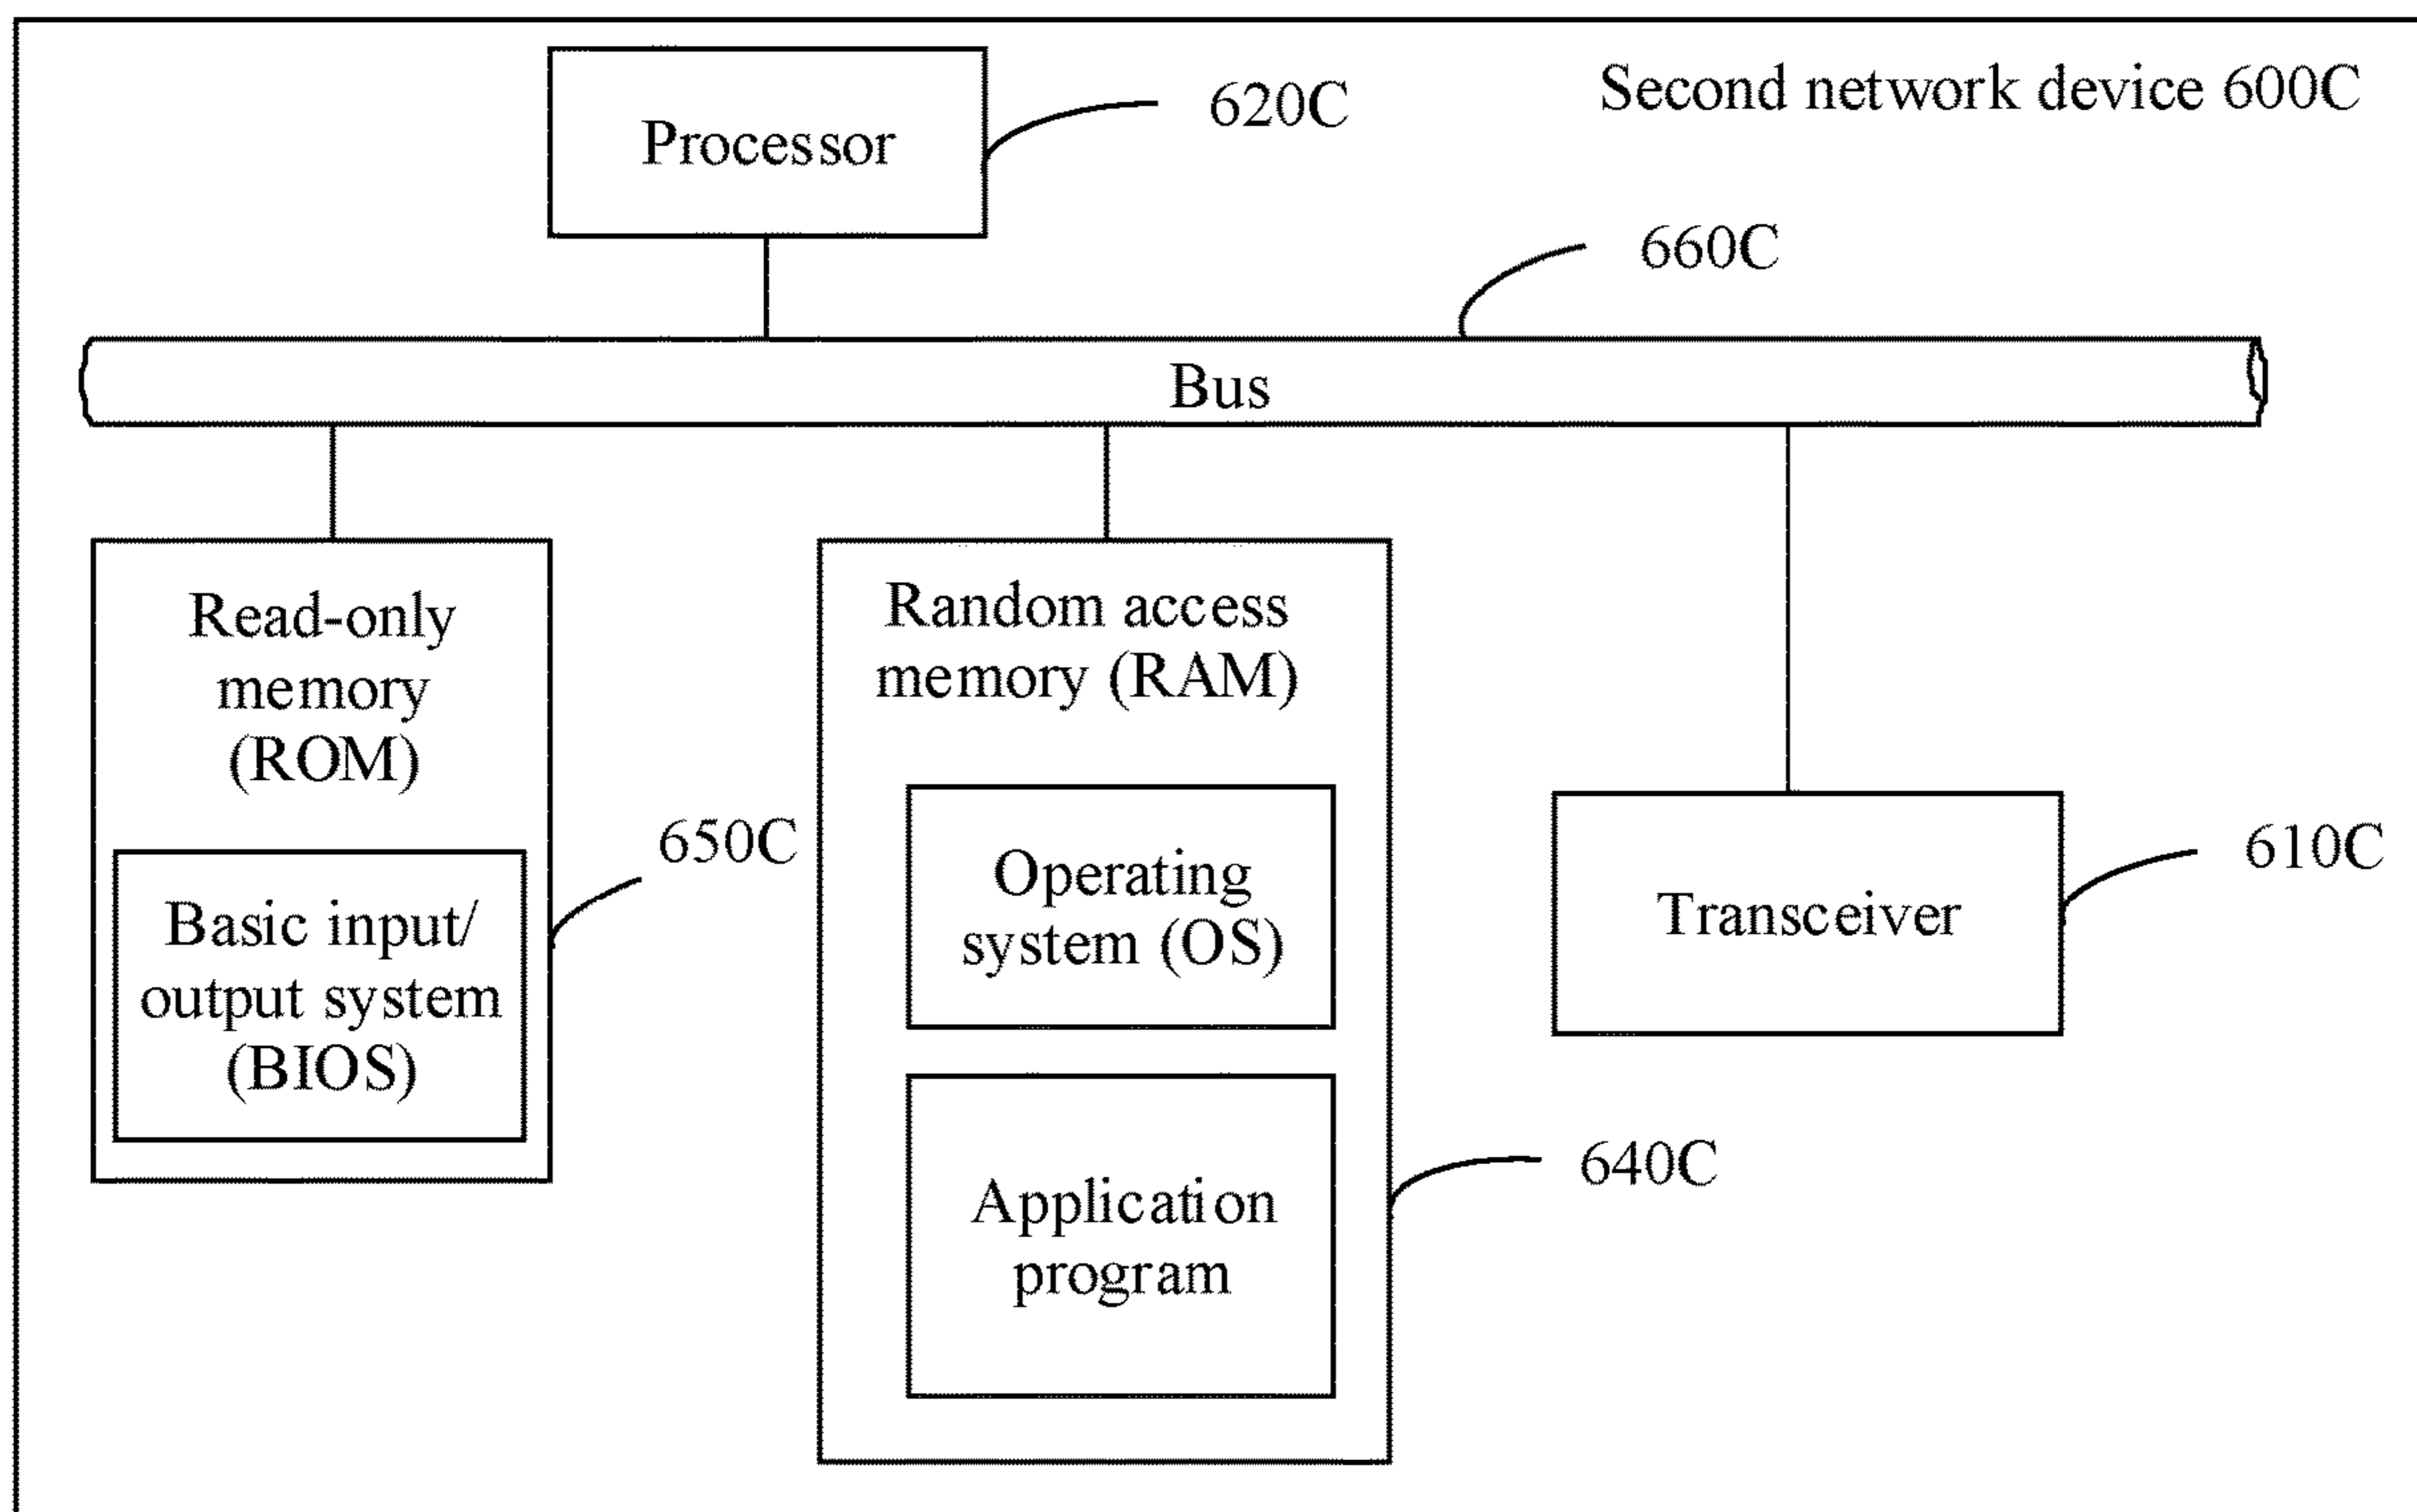 Second network device 600C
Processor
620C
660C
Bus
Read-only
memory
(ROM)
Basic input/
output system
(BIOS)
650C
Random access
memory (RAM)
Operating
system (OS)
Application
program
640C
Transceiver
610C